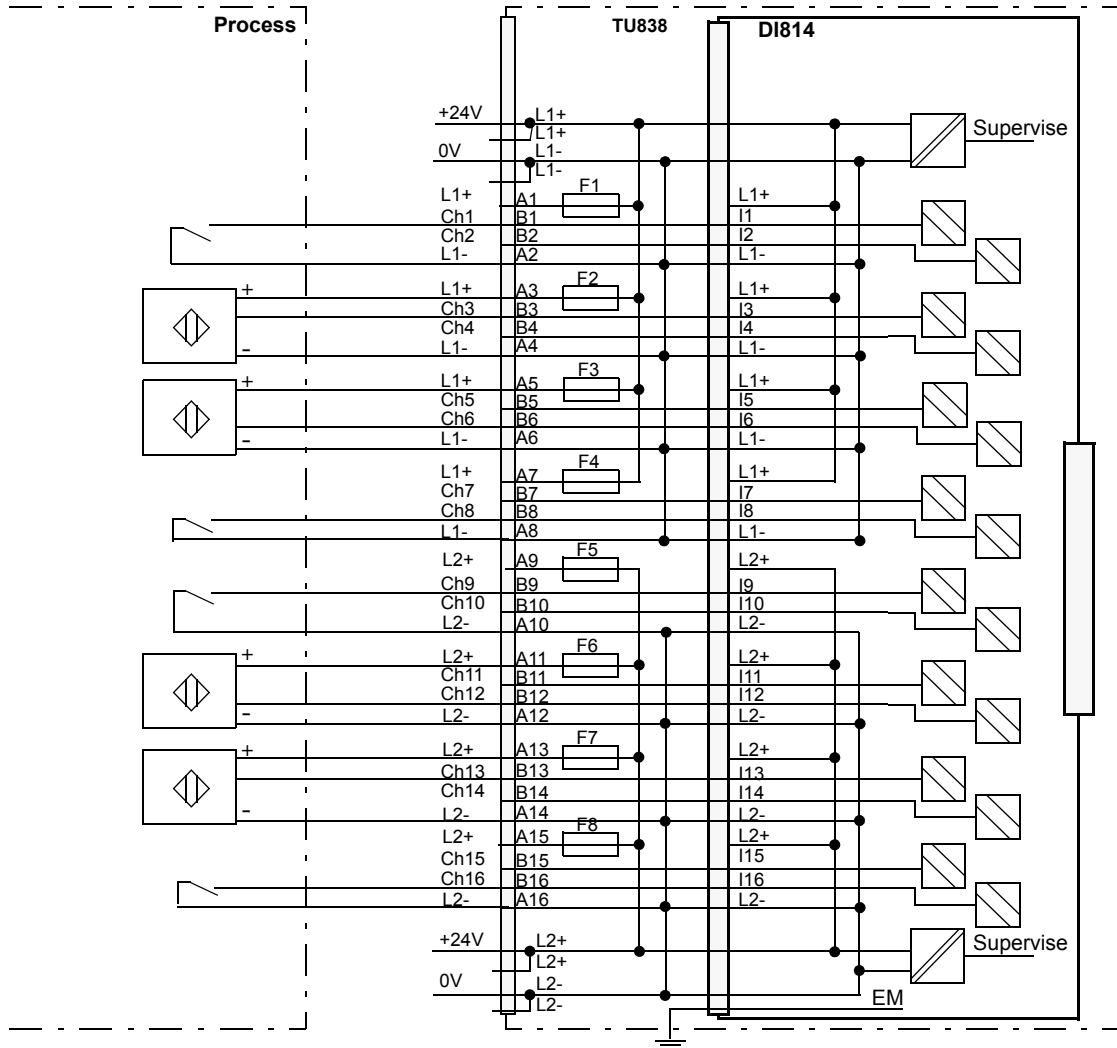 Process TU838 DI814
+24V L1+
L1+
Supervise
0V L1-
L1-
L1+ A1 F1 L1+
Ch1 B1 I1
Ch2 B2 I2
L1- A2 L1-
+ L1+ A3 F2 L1+
Ch3 B3 I3
Ch4 B4 I4
- L1- A4 L1-
+ L1+ A5 F3 L1+
Ch5 B5 I5
Ch6 B6 I6
- L1- A6 L1-
L1+ A7 F4 L1+
Ch7 B7 I7
Ch8 B8 I8
L1- A8 L1-
L2+ A9 F5 L2+
Ch9 B9 I9
Ch10 B10 I10
L2- A10 L2-
+ L2+ A11 F6 L2+
Ch11 B11 I11
Ch12 B12 I12
- L2- A12 L2-
+ L2+ A13 F7 L2+
Ch13 B13 I13
Ch14 B14 I14
- L2- A14 L2-
L2+ A15 F8 L2+
Ch15 B15 I15
Ch16 B16 I16
L2- A16 L2-
+24V L2+ Supervise
L2+
0V L2-
L2- EM